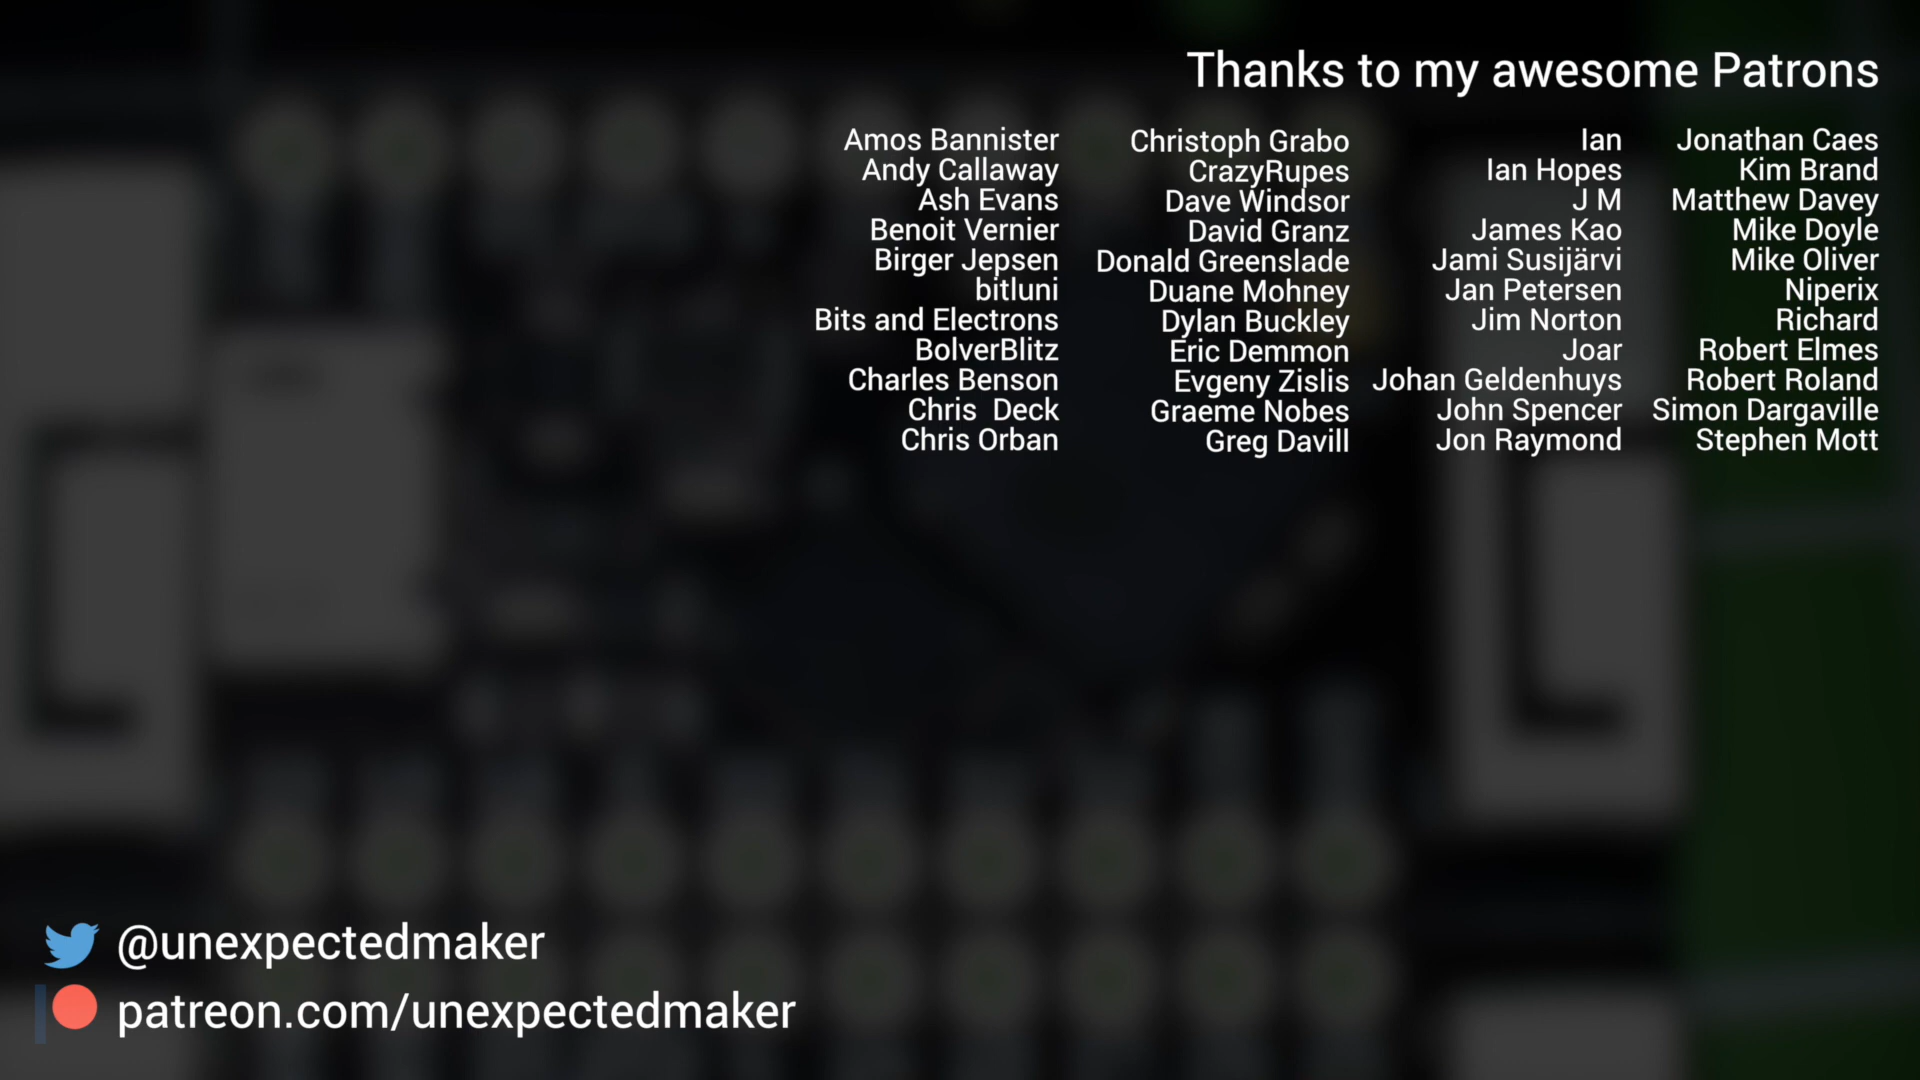 Thanks to my awesome Patrons
Amos Bannister
Andy Callaway
Ash Evans
Benoit Vernier
Birger Jepsen
bitluni
Bits and Electrons
BolverBlitz
Charles Benson
Chris  Deck
Chris Orban
Christoph Grabo
CrazyRupes
Dave Windsor
David Granz
Donald Greenslade
Duane Mohney
Dylan Buckley
Eric Demmon
Evgeny Zislis
Graeme Nobes
Greg Davill
Ian
Ian Hopes
J M
James Kao
Jami Susijärvi
Jan Petersen
Jim Norton
Joar
Johan Geldenhuys
John Spencer
Jon Raymond
Jonathan Caes
Kim Brand
Matthew Davey
Mike Doyle
Mike Oliver
Niperix
Richard
Robert Elmes
Robert Roland
Simon Dargaville
Stephen Mott
@unexpectedmaker
patreon.com/unexpectedmaker